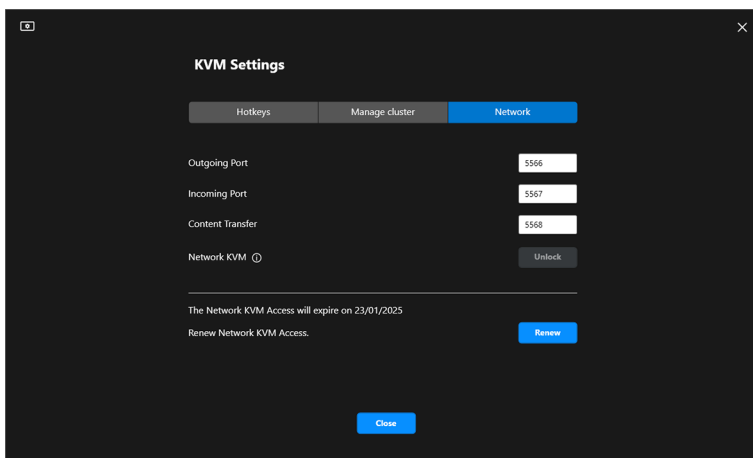 KVM Settings
Hotkeys
Manage cluster
Network
Outgoing Port
5566
Incoming Port
5567
Content Transfer
5568
Network KVM
Unlock
The Network KVM Access will expire on 23/01/2025
Renew Network KVM Access.
Renew
Close